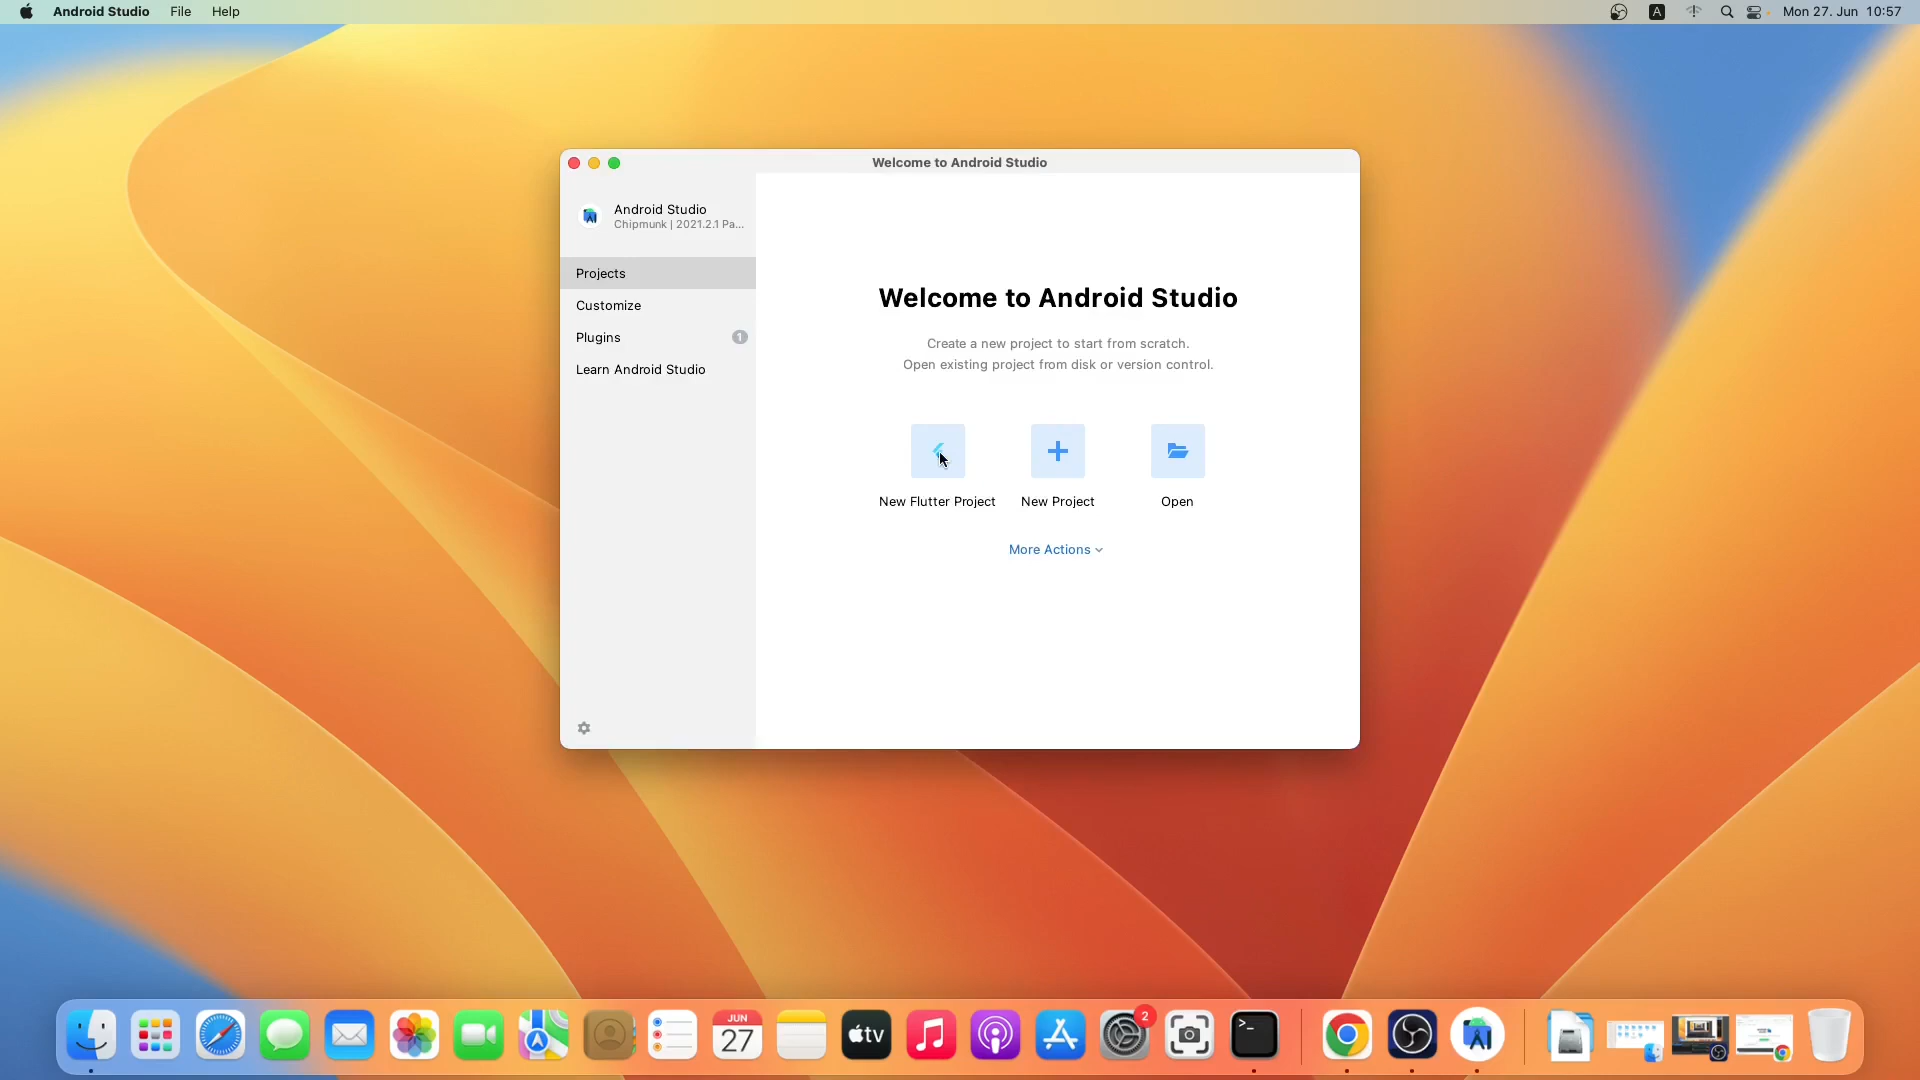 Android Studio File Help
A
Mon 27. Jun 10:57
Welcome to Android Studio
Android Studio
Chipmunk | 2021.2.1 Pa...
Projects
Customize
Plugins 1
Learn Android Studio
Welcome to Android Studio
Create a new project to start from scratch.
Open existing project from disk or version control.
New Flutter Project
New Project
Open
More Actions
JUN
27
tv
2
>_